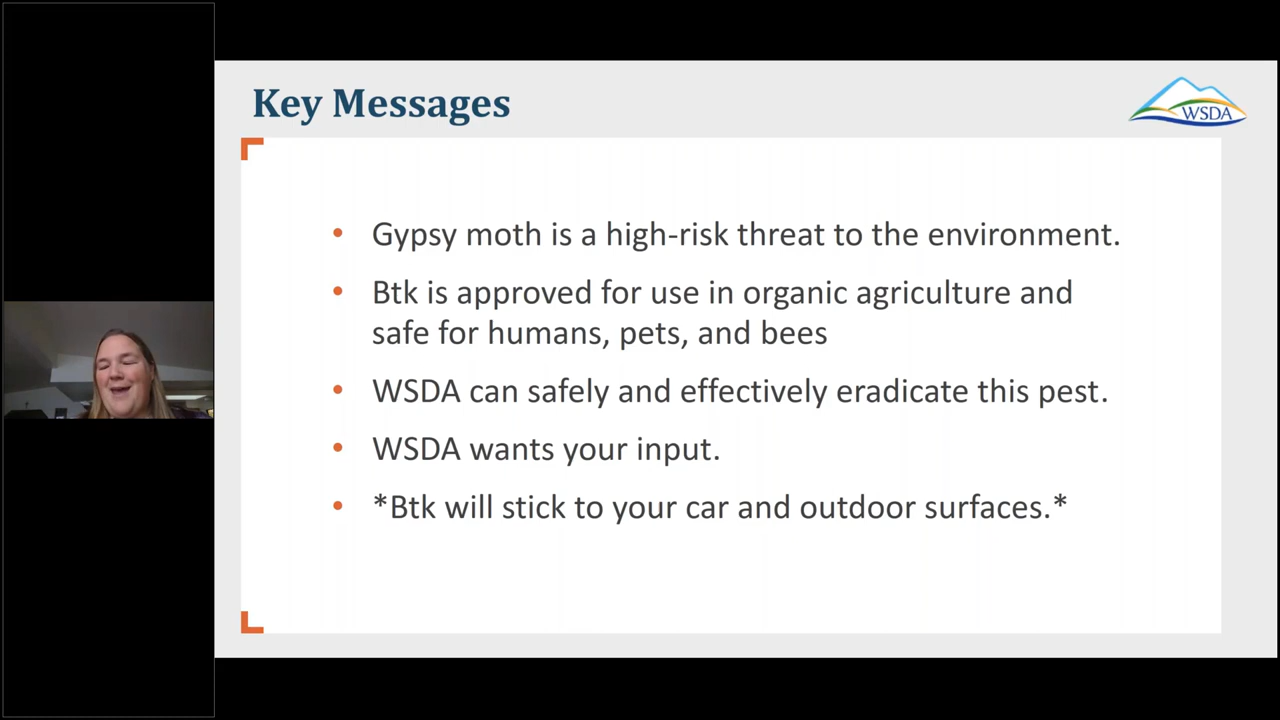 Key Messages
WSDA
• Gypsy moth is a high-risk threat to the environment.
• Btk is approved for use in organic agriculture and
safe for humans, pets, and bees
• WSDA can safely and effectively eradicate this pest.
• WSDA wants your input.
• *Btk will stick to your car and outdoor surfaces.*